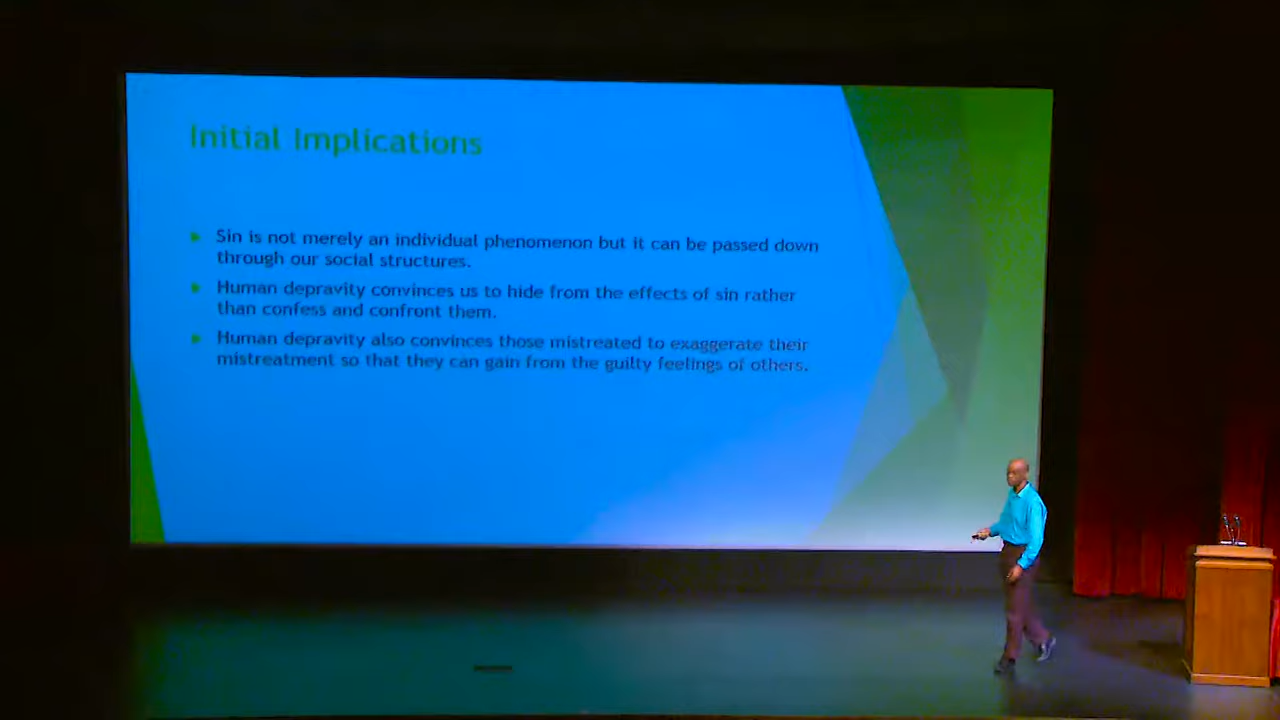 Initial Implications
Sin is not merely an individual phenomenon but it can be passed down
through our social structures.
Human depravity convinces us to hide from the effects of sin rather
than confess and confront them.
Human depravity also convinces those mistreated to exaggerate their
mistreatment so that they can gain from the guilty feelings of others.